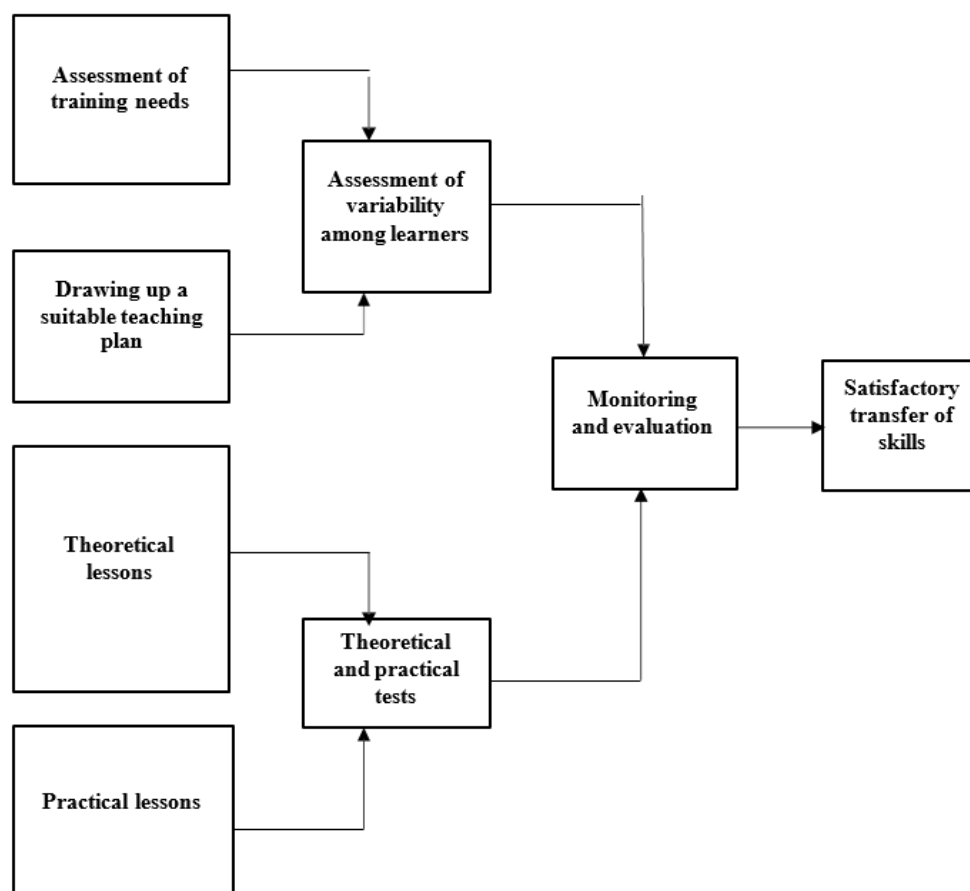 Assessment of
training needs
Assessment of
variability
among learners
Drawing up a
suitable teaching
plan
Monitoring
and evaluation
Satisfactory
transfer of
skills
Theoretical
lessons
Theoretical
and practical
tests
Practical lessons